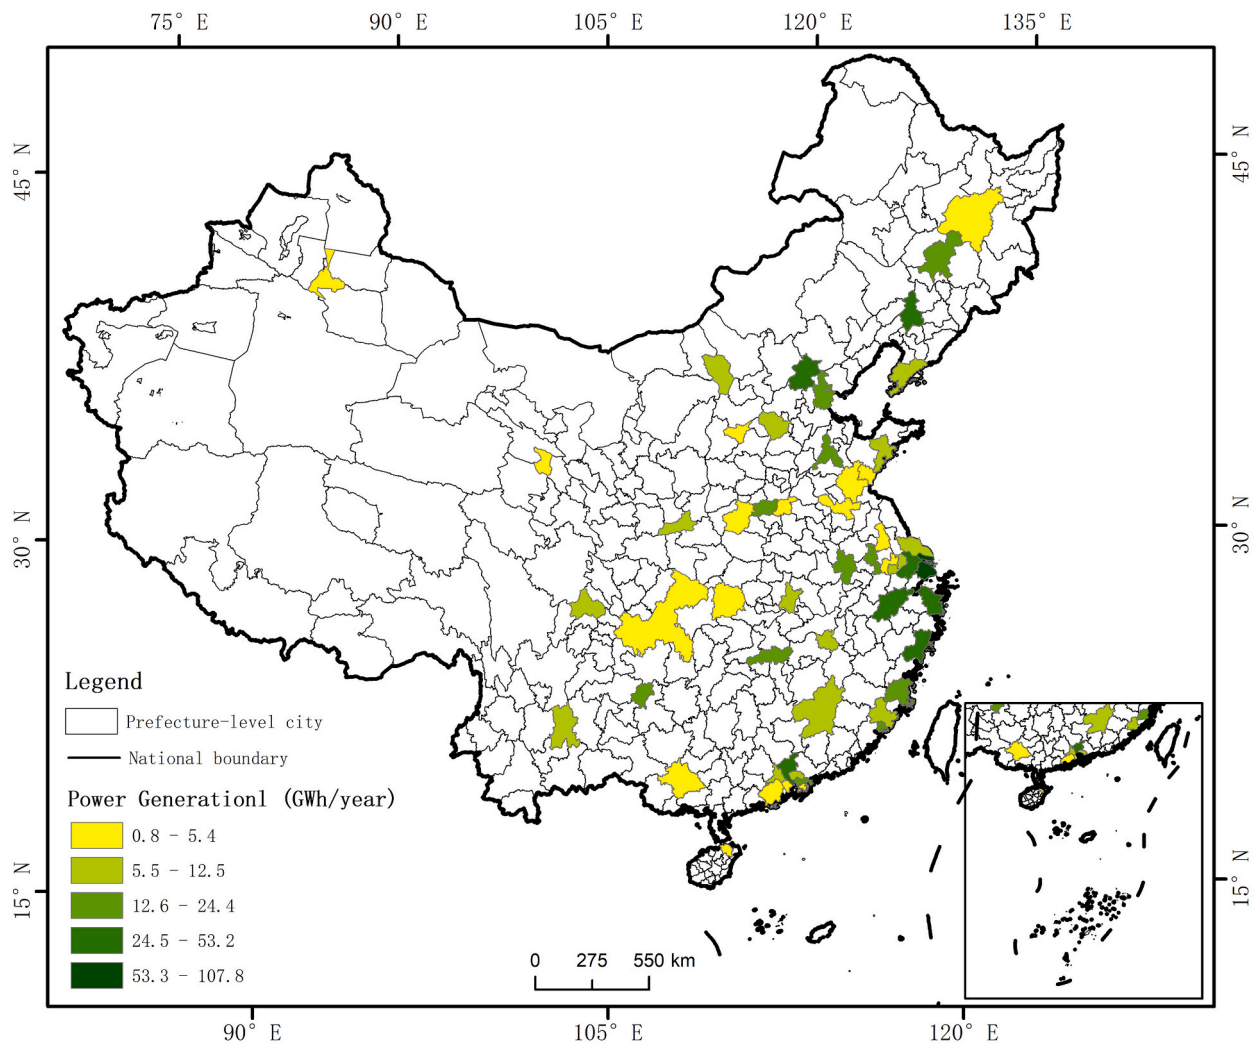 75° E 90° E 105° E 120° E 135° E
45° N 45° N
30° N 30° N
15° N 15° N
Legend
Prefecture-level city
National boundary
Power Generationl (GWh/year)
0.8 - 5.4
5.5 - 12.5
12.6 - 24.4
24.5 - 53.2
53.3 - 107.8
0 275 550 km
90° E 105° E 120° E